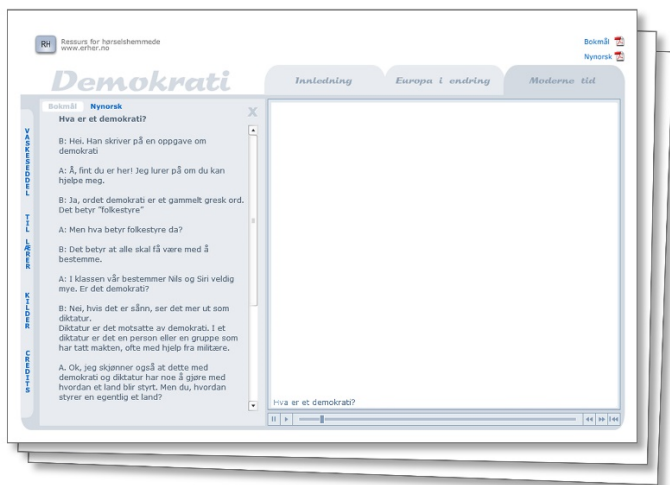 RH
Ressurs for hørselshemmede
www.erher.no
Bokmål
Nynorsk
Demokrati
Innledning
Europa i endring
Moderne tid
Bokmål
Nynorsk
X
VASKESEDDEL
TIL LÆRER
KILDER
CREDITS
Hva er et demokrati?
B: Hei. Han skriver på en oppgave om
demokrati
A: Å, fint du er her! Jeg lurer på om du kan
hjelpe meg.
B: Ja, ordet demokrati er et gammelt gresk ord.
Det betyr "folkestyre"
A: Men hva betyr folkestyre da?
B: Det betyr at alle skal få være med å
bestemme.
A: I klassen vår bestemmer Nils og Siri veldig
mye. Er det demokrati?
B: Nei, hvis det er sånn, ser det mer ut som
diktatur.
Diktatur er det motsatte av demokrati. I et
diktatur er det en person eller en gruppe som
har tatt makten, ofte med hjelp fra militære.
A. Ok, jeg skjønner også at dette med
demokrati og diktatur har noe å gjøre med
hvordan et land blir styrt. Men du, hvordan
styrer en egentlig et land?
Hva er et demokrati?